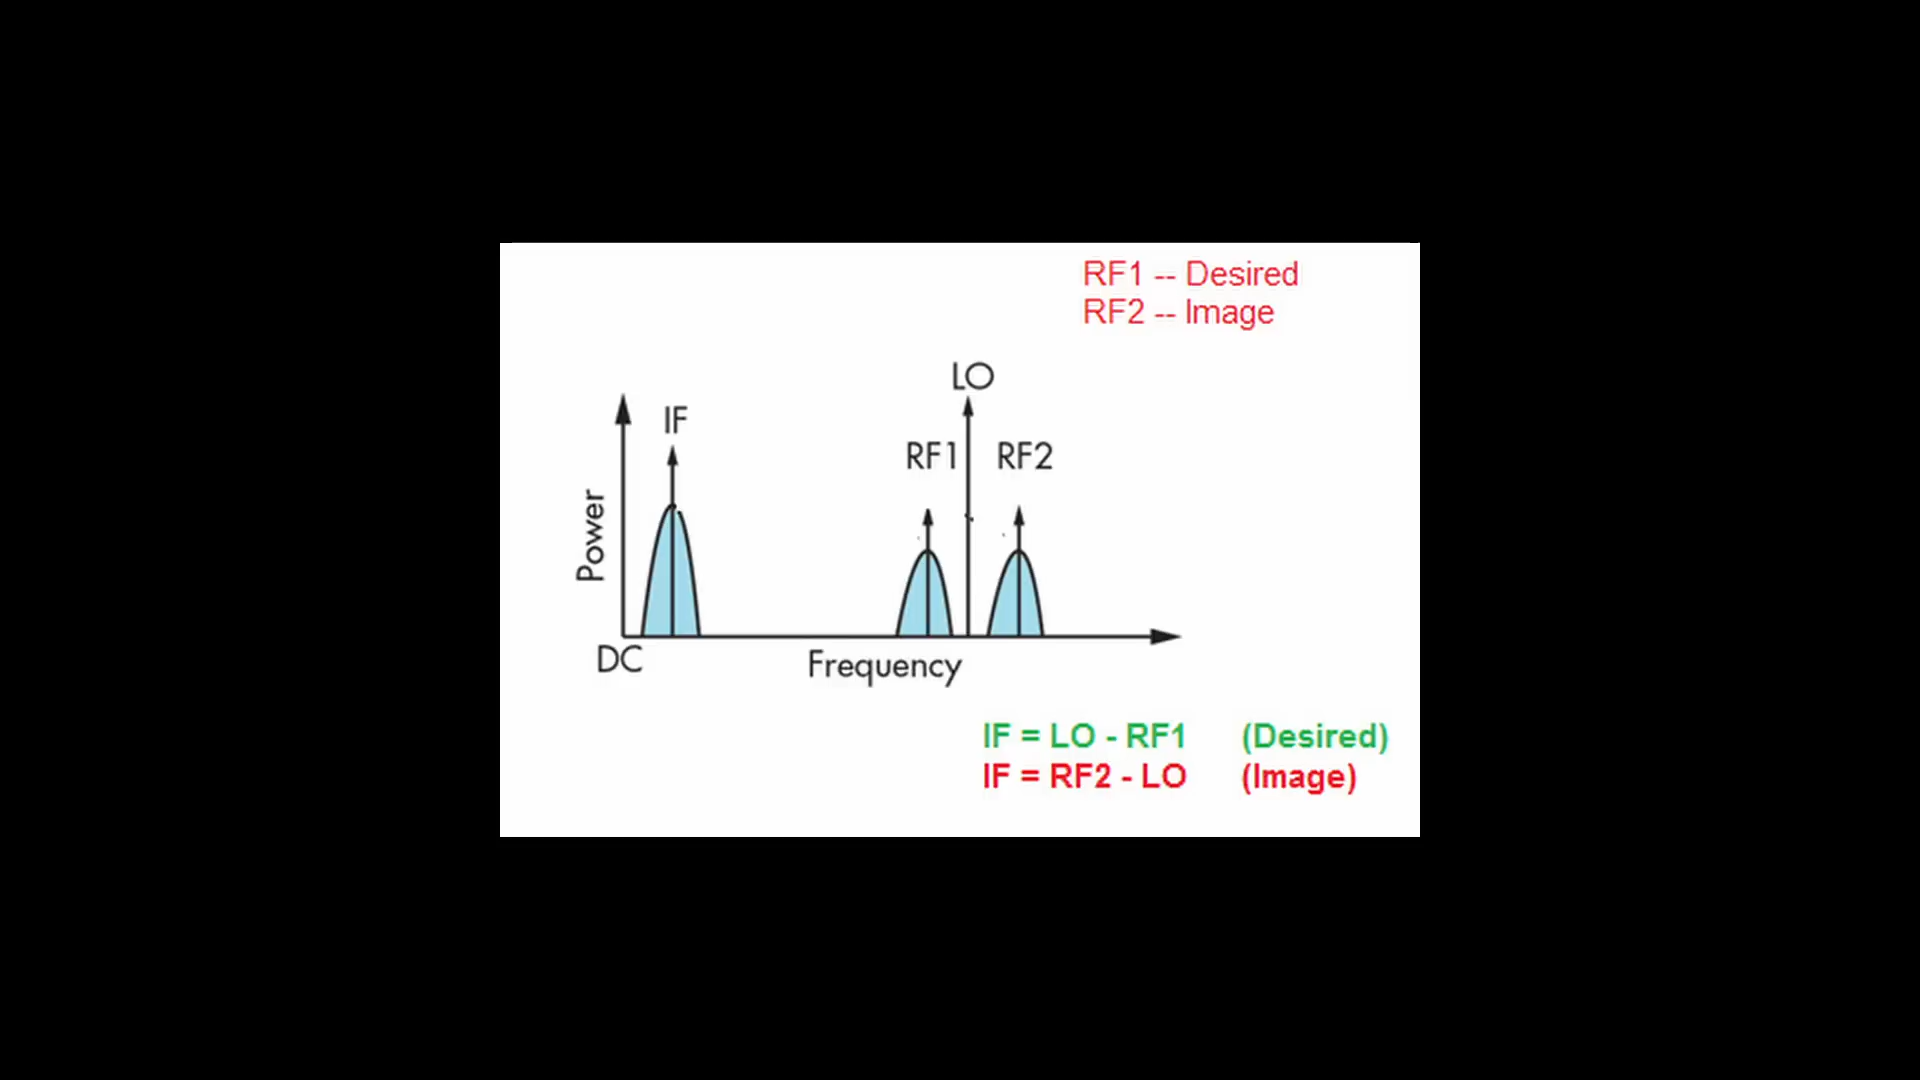 RF1 -- Desired
RF2 -- Image
LO
IF
RF1 RF2
Power
DC
Frequency
IF = LO - RF1 (Desired)
IF = RF2 - LO (Image)